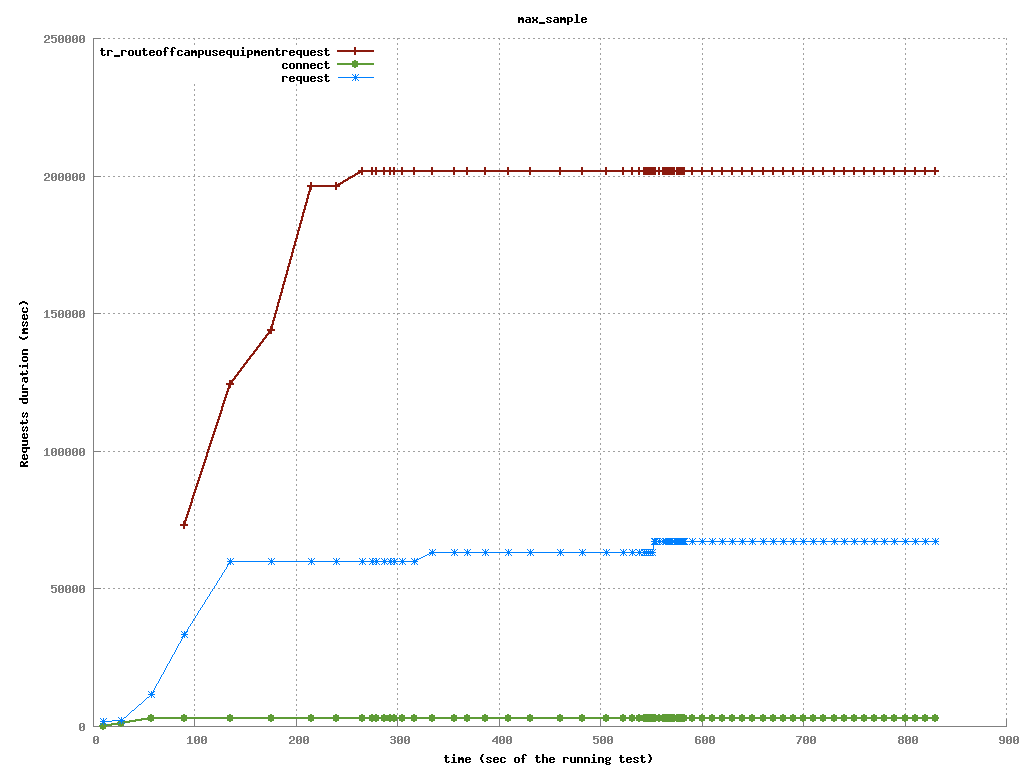 max_sample
250000
200000
150000
100000
50000
0
tr_routeoffcampusequipmentrequest
connect
request
Requests duration (msec)
0 100 200 300 400 500 600 700 800 900
time (sec of the running test)